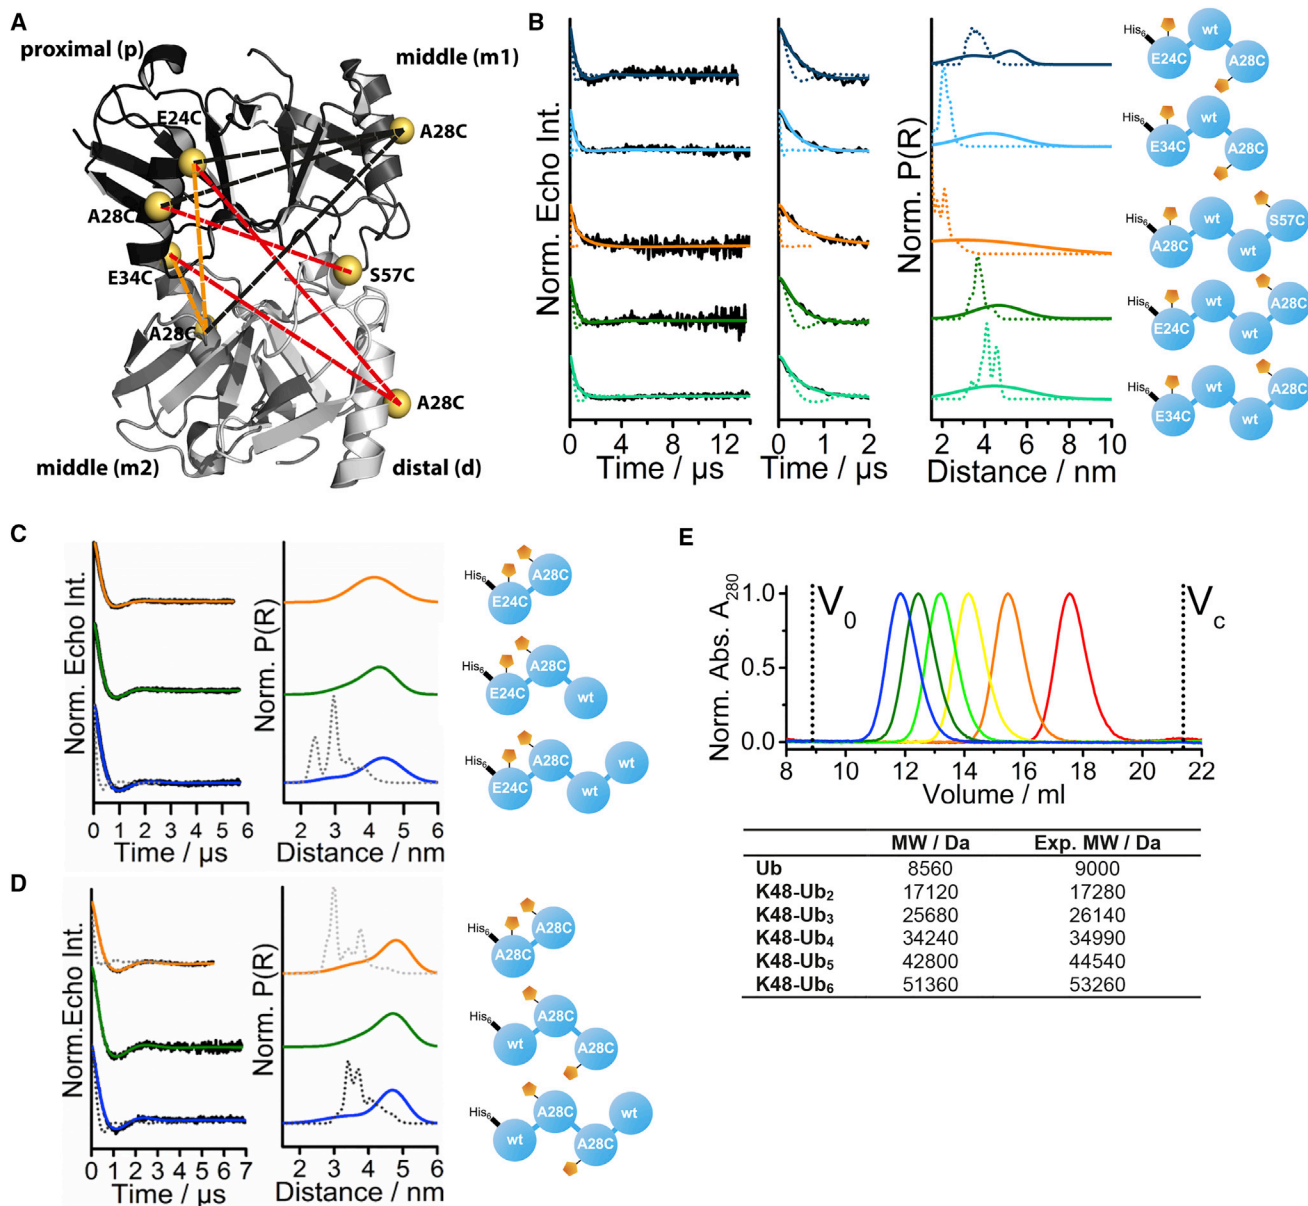 A
proximal (p)
middle (m1)
E24C
A28C
A28C
E34C
S57C
A28C
A28C
middle (m2)
distal (d)
B
Norm. Echo Int.
0 4 8 12
Time / µs
0 1 2
Time / µs
Norm. P(R)
2 4 6 8 10
Distance / nm
His6 E24C wt A28C
His6 E34C wt A28C
His6 A28C wt wt S57C
His6 E24C wt wt A28C
His6 E34C wt wt A28C
C
Norm. Echo Int.
0 1 2 3 4 5 6
Time / µs
Norm. P(R)
2 3 4 5 6
Distance / nm
His6 E24C A28C
His6 E24C A28C wt
His6 E24C A28C wt wt
D
Norm.Echo Int.
0 1 2 3 4 5 6 7
Time / µs
Norm. P(R)
2 3 4 5 6
Distance / nm
His6 A28C A28C
His6 wt A28C A28C
His6 wt A28C A28C wt
E
Norm. Abs. A280
1.0
0.5
0.0
V0
Vc
8 10 12 14 16 18 20 22
Volume / ml
MW / Da Exp. MW / Da
Ub 8560 9000
K48-Ub2 17120 17280
K48-Ub3 25680 26140
K48-Ub4 34240 34990
K48-Ub5 42800 44540
K48-Ub6 51360 53260